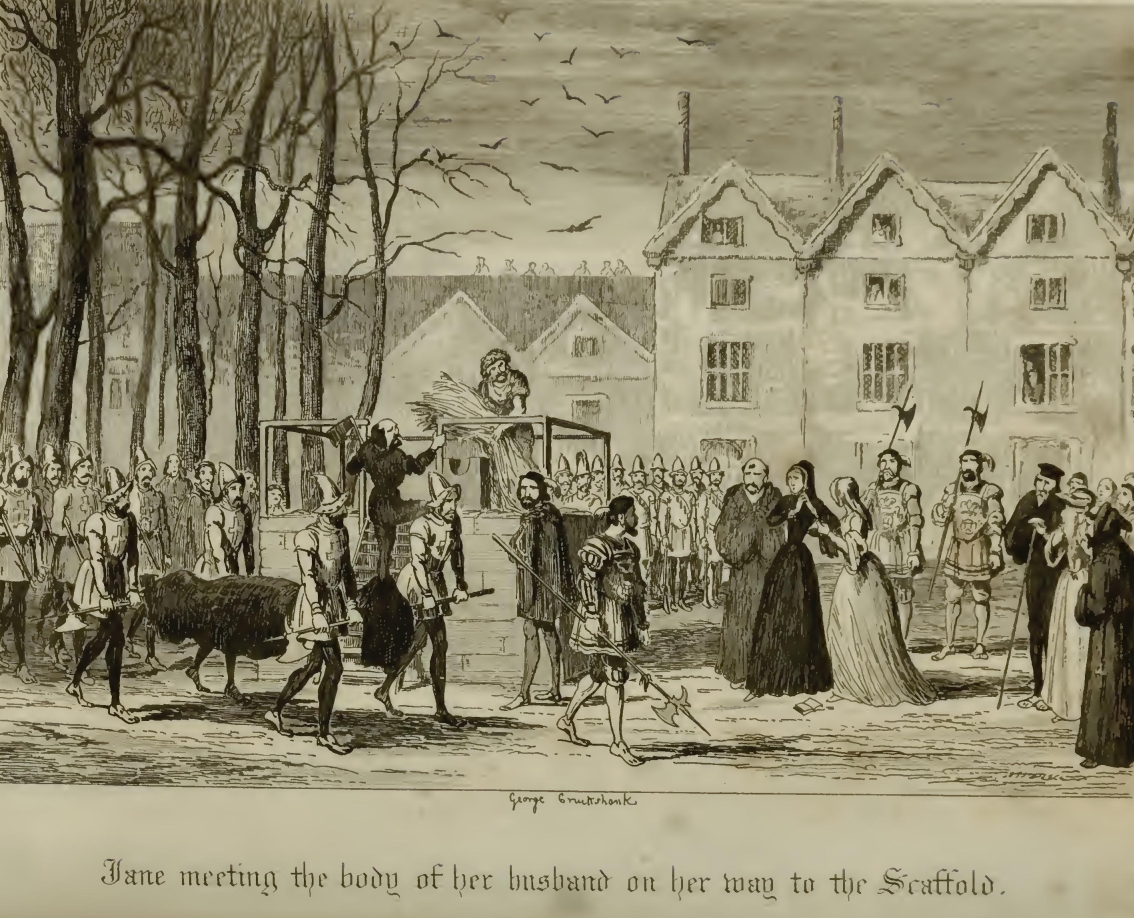 George Cruikshank
Jane meeting the body of her husband on her way to the Scaffold.